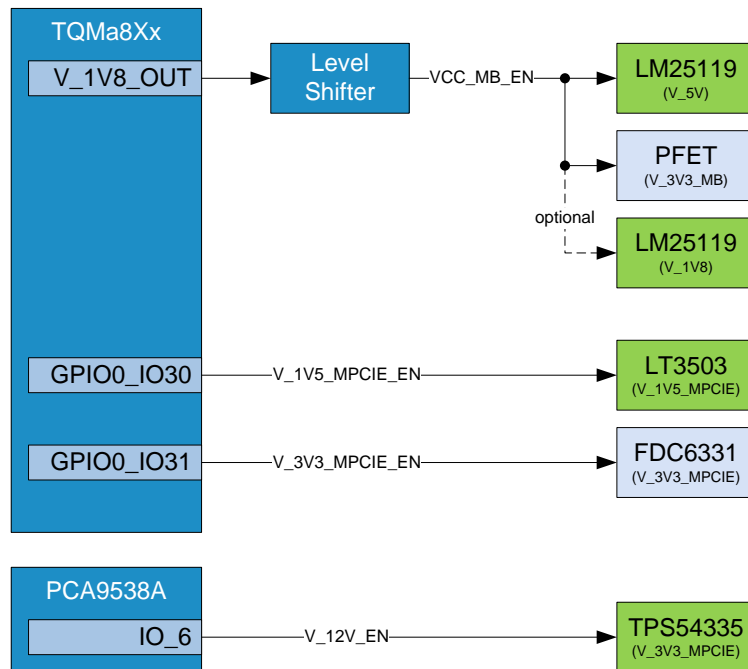 TQMa8Xx
V_1V8_OUT
Level
Shifter
VCC_MB_EN
LM25119
(V_5V)
PFET
(V_3V3_MB)
optional
LM25119
(V_1V8)
GPIO0_IO30
V_1V5_MPCIE_EN
LT3503
(V_1V5_MPCIE)
GPIO0_IO31
V_3V3_MPCIE_EN
FDC6331
(V_3V3_MPCIE)
PCA9538A
IO_6
V_12V_EN
TPS54335
(V_3V3_MPCIE)